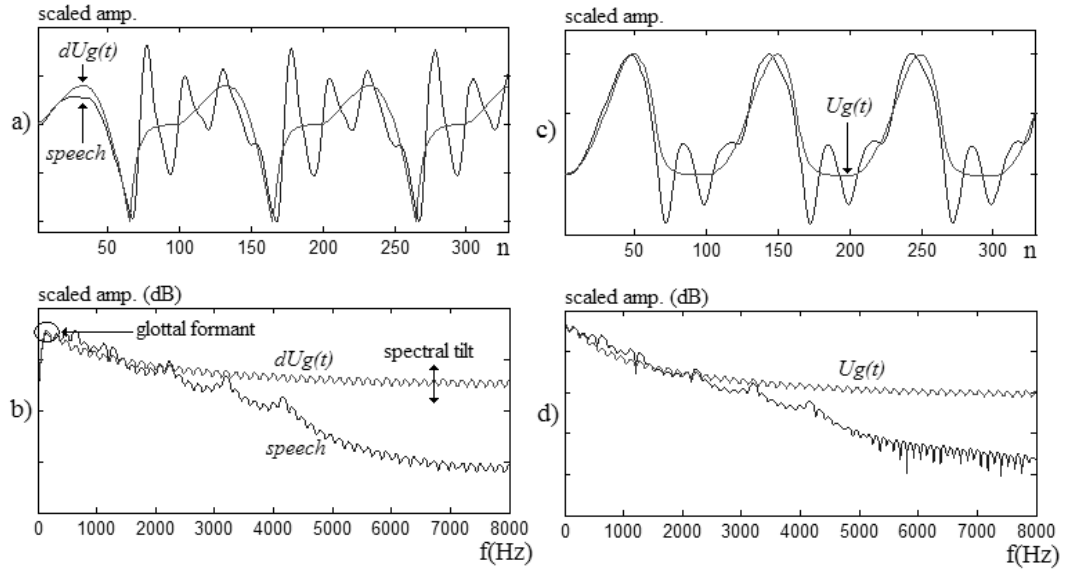 scaled amp.
dUg(t)
speech
a)
50 100 150 200 250 300 n
scaled amp. (dB)
glottal formant
dUg(t)
spectral tilt
speech
b)
0 1000 2000 3000 4000 5000 6000 7000 8000
f(Hz)
scaled amp.
Ug(t)
c)
0 50 100 150 200 250 300 n
scaled amp. (dB)
Ug(t)
d)
0 1000 2000 3000 4000 5000 6000 7000 8000
f(Hz)